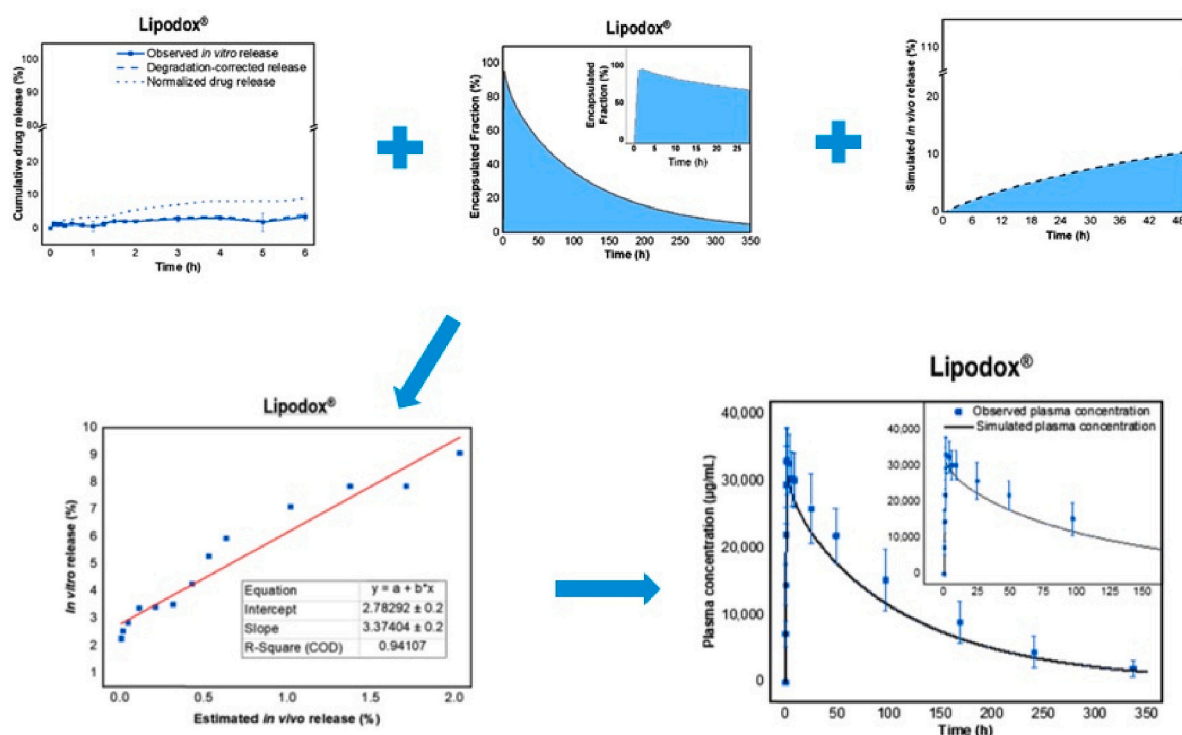 Lipodox®
Cumulative drug release (%)
100
90
80
20
10
0
Observed in vitro release
Degradation-corrected release
Normalized drug release
0 1 2 3 4 5 6
Time (h)
Lipodox®
Encapsulated Fraction (%)
100
80
60
40
20
0
0 50 100 150 200 250 300 350
Time (h)
Encapsulated
Fraction (%)
100
50
0
0 5 10 15 20 25
Time (h)
Simulated in vivo release (%)
110
20
10
0
6 12 18 24 30 36 42 48
Time (h)
Lipodox®
In vitro release (%)
10
9
8
7
6
5
4
3
2
1
0.0 0.5 1.0 1.5 2.0
Estimated in vivo release (%)
Equation y = a + b*x
Intercept 2.78292 ± 0.2
Slope 3.37404 ± 0.2
R-Square (COD) 0.94107
Lipodox®
Plasma concentration (µg/mL)
40,000
30,000
20,000
10,000
0
0 50 100 150 200 250 300 350
Time (h)
Observed plasma concentration
Simulated plasma concentration
40,000
30,000
20,000
10,000
0
0 25 50 75 100 125 150